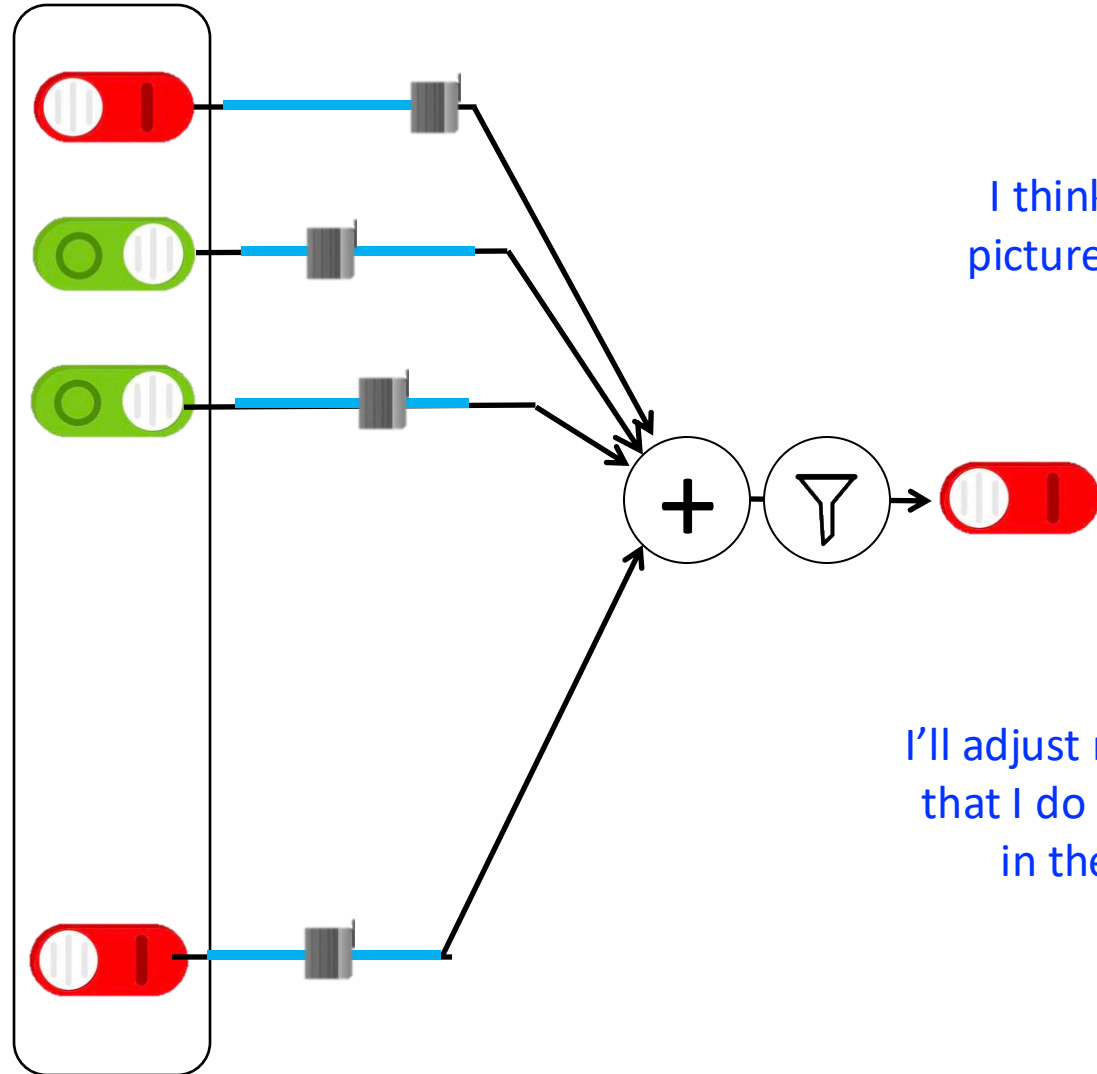 I think
picture
+
I'll adjust
that I do
in the